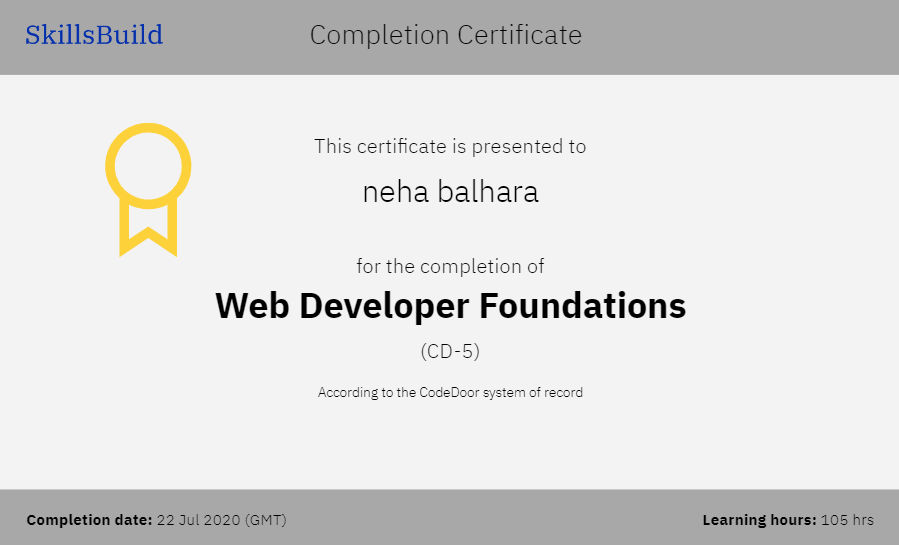 SkillsBuild
Completion Certificate
This certificate is presented to
neha balhara
for the completion of
Web Developer Foundations
(CD-5)
According to the CodeDoor system of record
Completion date: 22 Jul 2020 (GMT)
Learning hours: 105 hrs